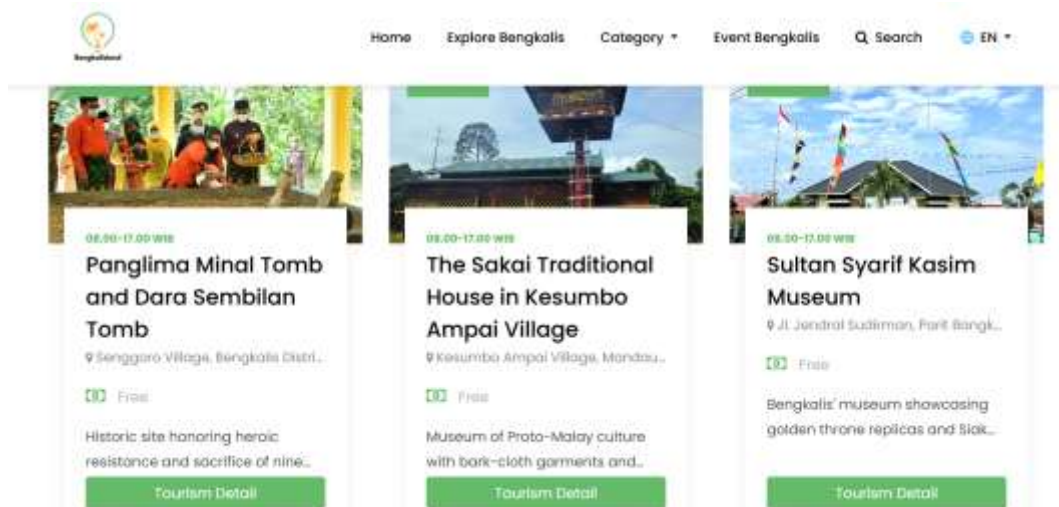 Home Explore Bengkalis Category Event Bengkalis Search EN
08.00-17.00 WIB
Panglima Minal Tomb
and Dara Sembilan
Tomb
Senggoro Village, Bengkalis Distri...
Free
Historic site honoring heroic
resistance and sacrifice of nine...
Tourism Detail
08.00-17.00 WIB
The Sakai Traditional
House in Kesumbo
Ampai Village
Kesumbo Ampai Village, Mandau...
Free
Museum of Proto-Malay culture
with bark-cloth garments and...
Tourism Detail
08.00-17.00 WIB
Sultan Syarif Kasim
Museum
Jl. Jendral Sudirman, Parit Bangk...
Free
Bengkalis' museum showcasing
golden throne replicas and Siak...
Tourism Detail